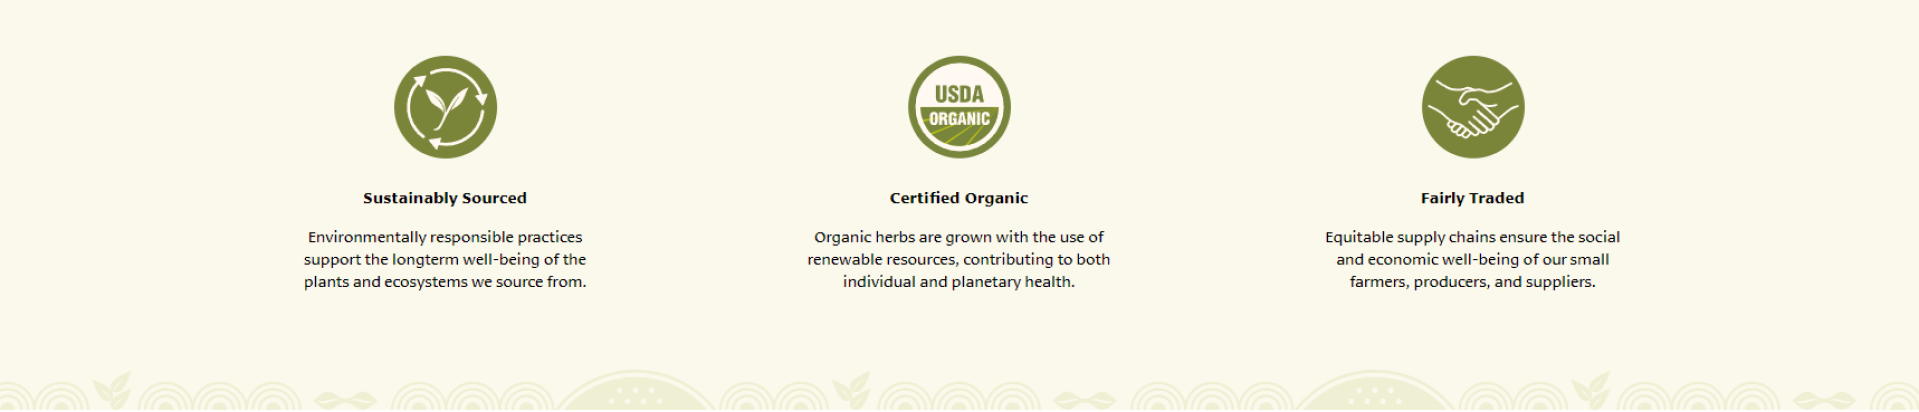 USDA
ORGANIC
Sustainably Sourced
Environmentally responsible practices
support the longterm well-being of the
plants and ecosystems we source from.
Certified Organic
Organic herbs are grown with the use of
renewable resources, contributing to both
individual and planetary health.
Fairly Traded
Equitable supply chains ensure the social
and economic well-being of our small
farmers, producers, and suppliers.